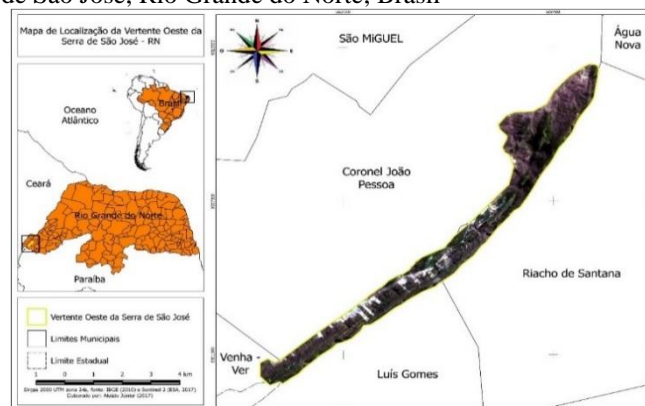 de São José, Rio Grande do Norte, Brasil
Mapa de Localização da Vertente Oeste da
Serra de São José - RN
Oceano
Atlântico
Brasil
Ceará
Rio Grande do Norte
Paraíba
Vertente Oeste da Serra de São José
Limites Municipais
Limite Estadual
4 km
São MiGUEL
Água
Nova
Coronel João
Pessoa
Riacho de Santana
Venha -
Ver
Luís Gomes